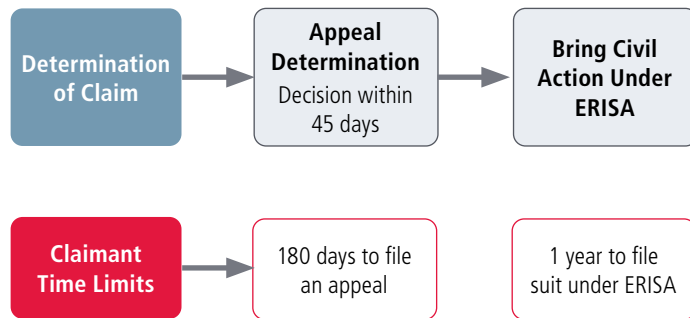 Determination
of Claim
Appeal
Determination
Decision within
45 days
Bring Civil
Action Under
ERISA
Claimant
Time Limits
180 days to file
an appeal
1 year to file
suit under ERISA